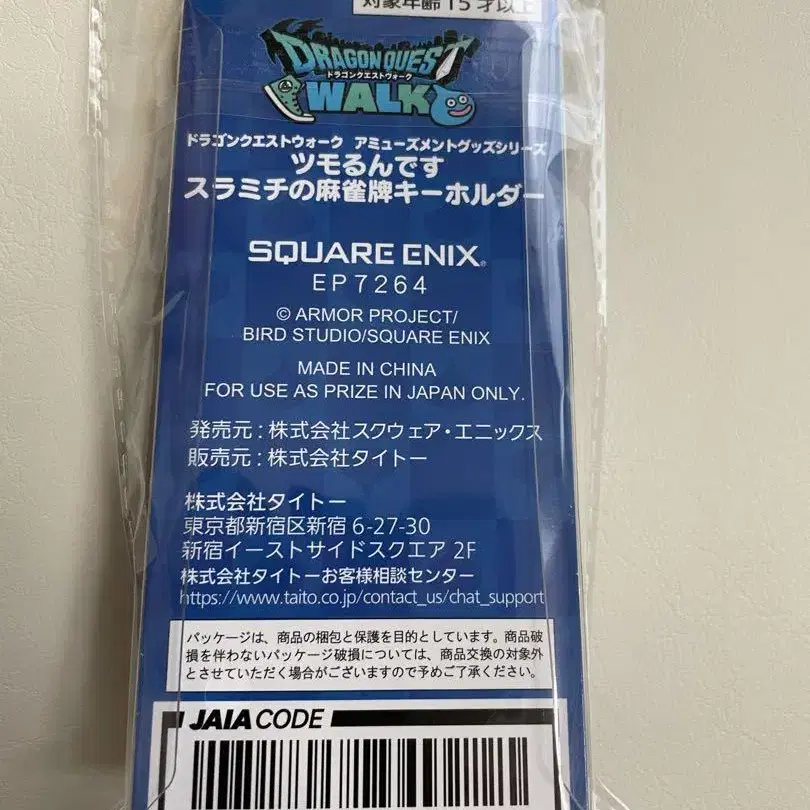 対象年齢15才以上
DRAGON QUEST
ドラゴンクエストウォーク
WALK
ドラゴンクエストウォーク アミューズメントグッズシリーズ
ツモるんです
スラミチの麻雀牌キーホルダー
SQUARE ENIX®
EP7264
© ARMOR PROJECT/
BIRD STUDIO/SQUARE ENIX
MADE IN CHINA
FOR USE AS PRIZE IN JAPAN ONLY.
発売元:株式会社スクウェア・エニックス
販売元:株式会社タイトー
株式会社タイトー
東京都新宿区新宿 6-27-30
新宿イーストサイドスクエア 2F
株式会社タイトーお客様相談センター
https://www.taito.co.jp/contact_us/chat_support
パッケージは、商品の梱包と保護を目的としています。商品破
損を伴わないパッケージ破損については、商品交換の対象外
とさせていただく場合がございますので予めご了承ください。
JAIA CODE